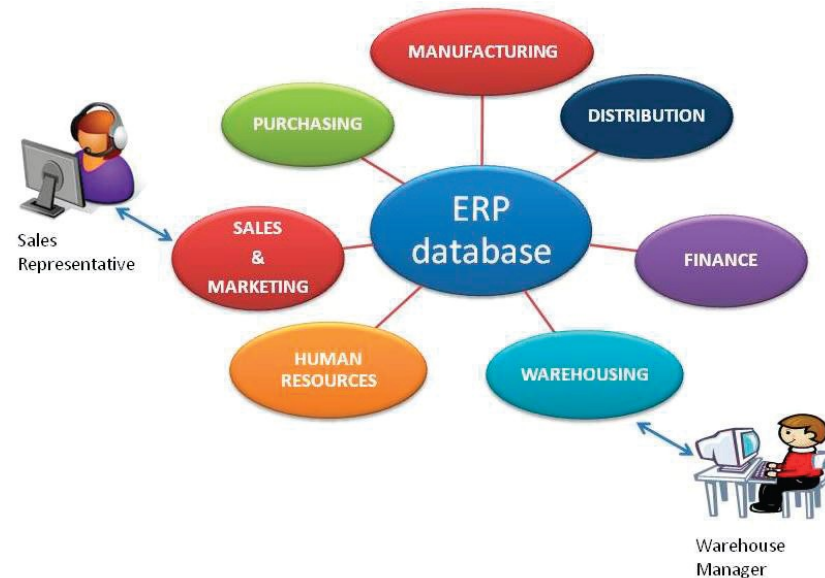 MANUFACTURING
PURCHASING
DISTRIBUTION
ERP
database
Sales
Representative
SALES
&
MARKETING
FINANCE
HUMAN
RESOURCES
WAREHOUSING
Warehouse
Manager